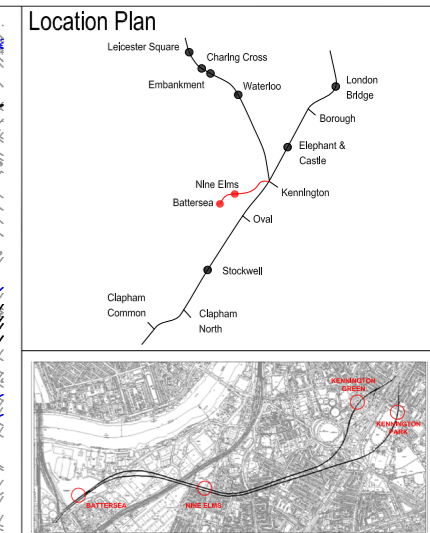 Location Plan
Leicester Square
Charing Cross
Embankment
Waterloo
London
Bridge
Borough
Elephant &
Castle
Nine Elms
Kennington
Battersea
Oval
Stockwell
Clapham
Common
Clapham
North
KENNINGTON
GREEN
KENNINGTON
PARK
BATTERSEA
NINE ELMS